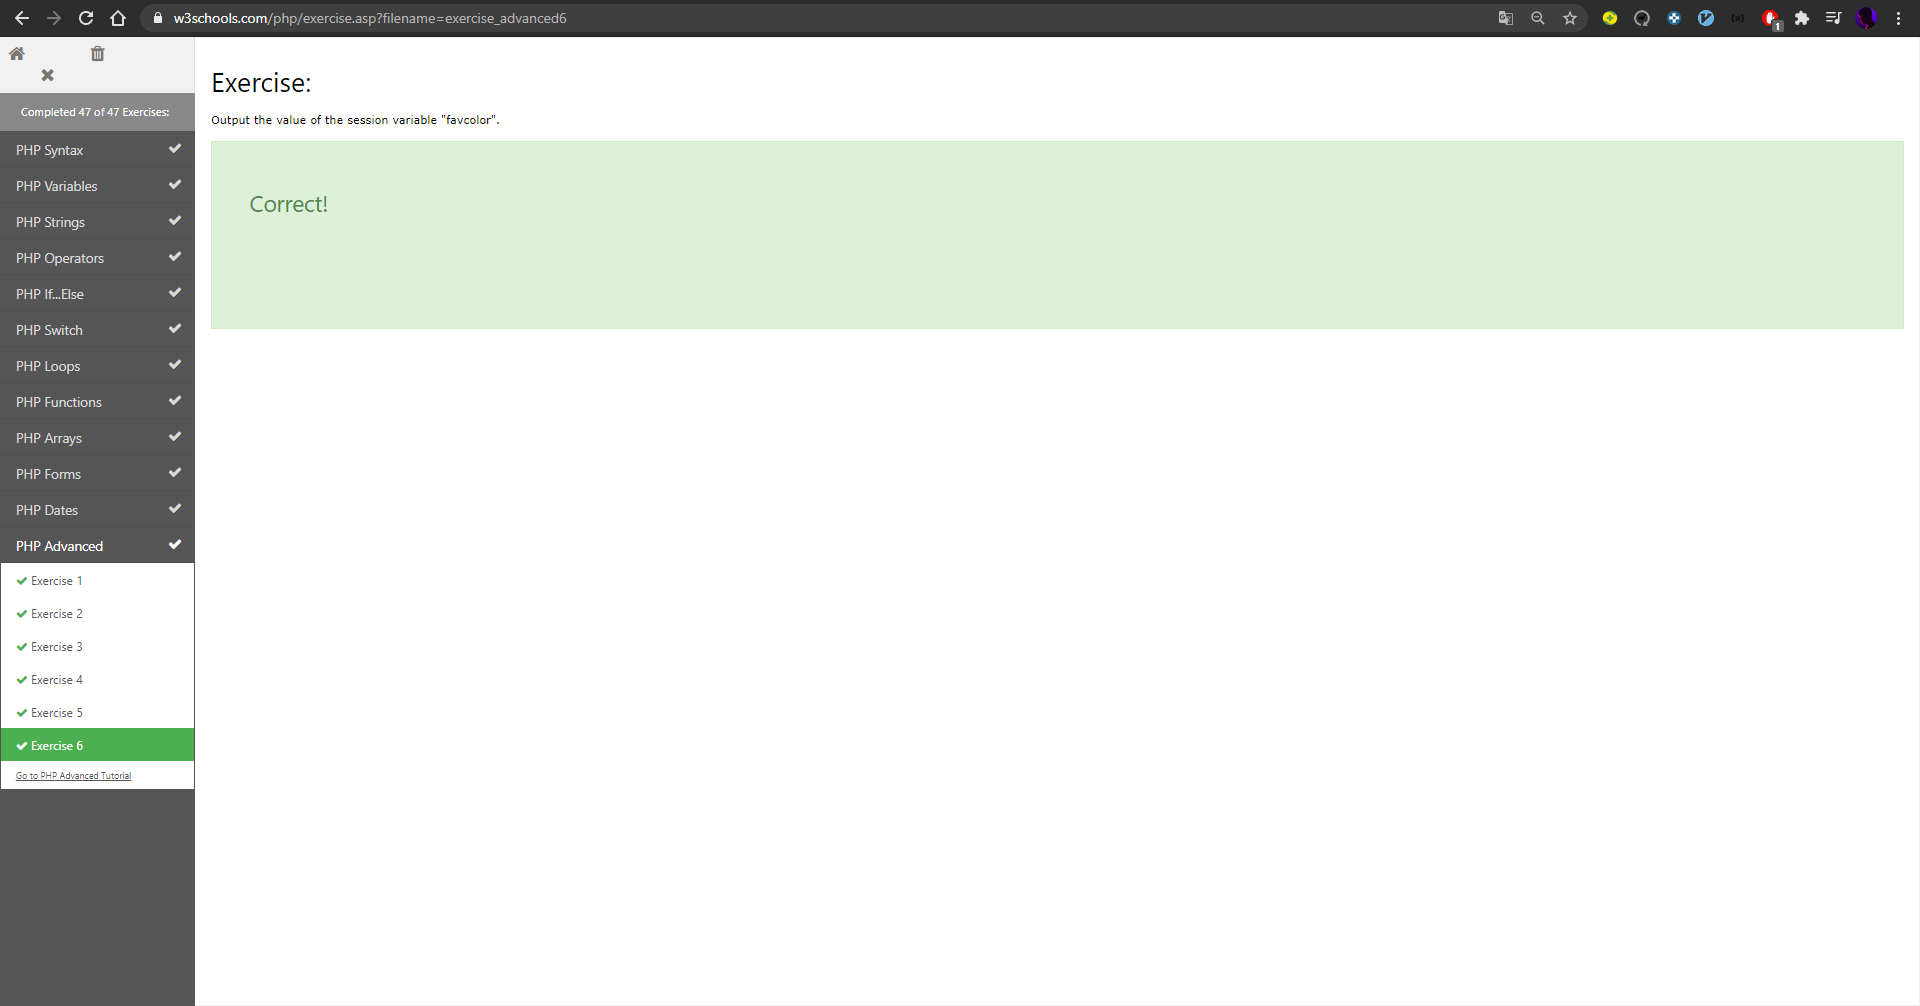 w3schools.com/php/exercise.asp?filename=exercise_advanced6
1
Completed 47 of 47 Exercises:
PHP Syntax
PHP Variables
PHP Strings
PHP Operators
PHP If...Else
PHP Switch
PHP Loops
PHP Functions
PHP Arrays
PHP Forms
PHP Dates
PHP Advanced
Exercise 1
Exercise 2
Exercise 3
Exercise 4
Exercise 5
Exercise 6
Go to PHP Advanced Tutorial
Exercise:
Output the value of the session variable "favcolor".
Correct!